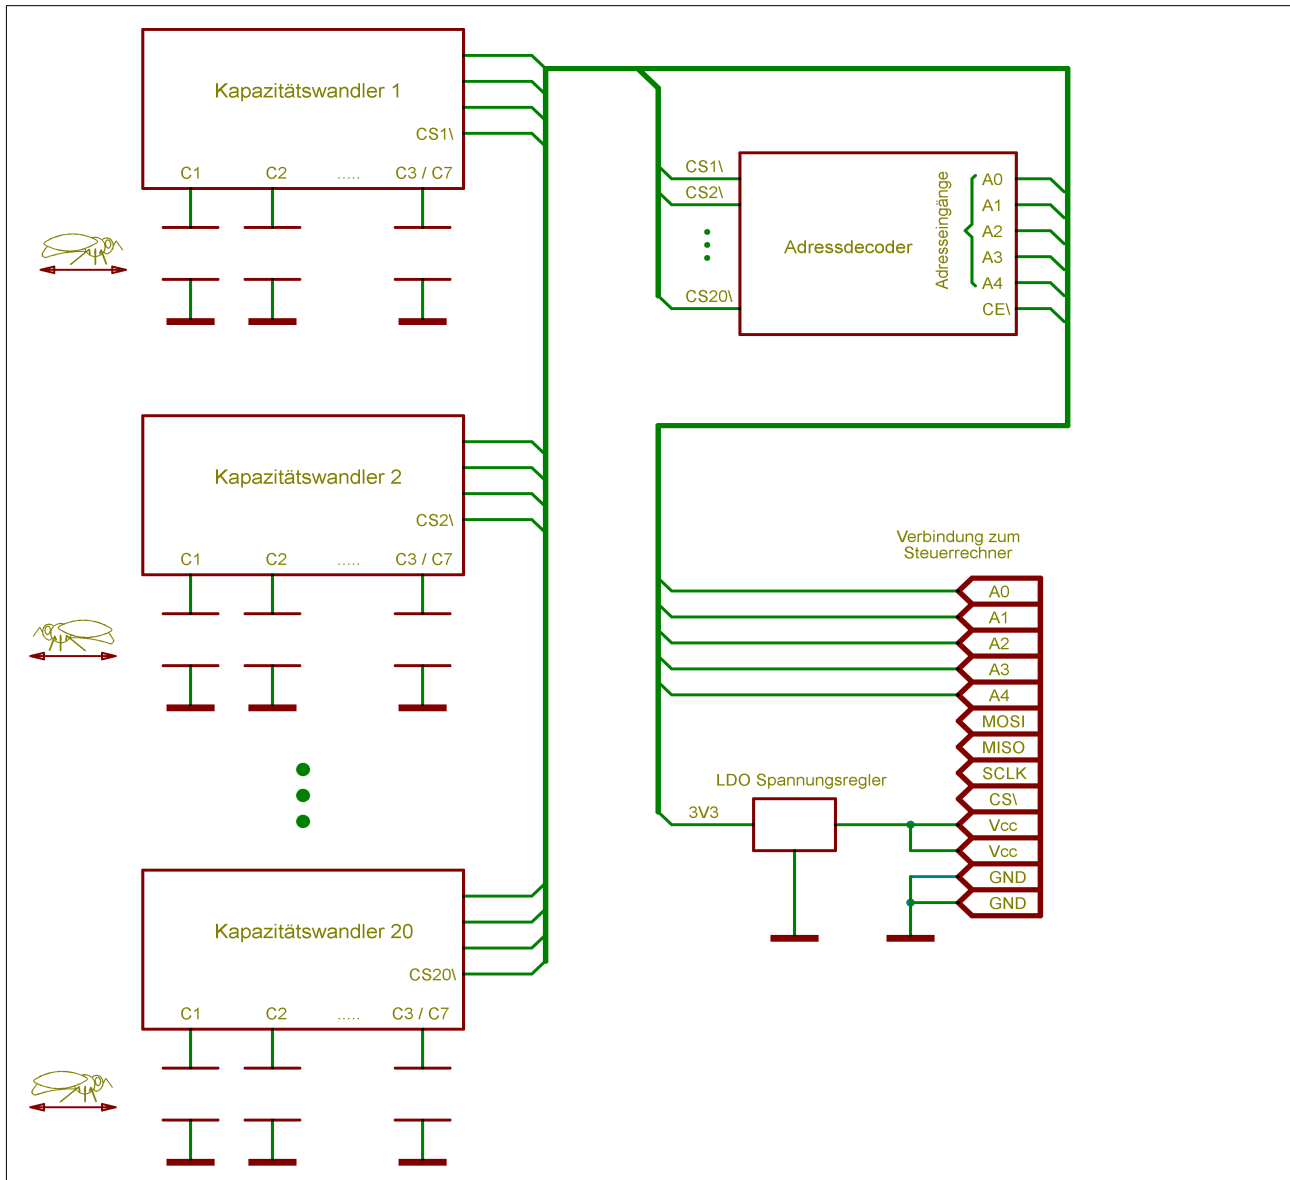 Kapazitätswandler 1
CS1\
C1 C2 ..... C3 / C7
CS1\
CS2\
CS20\
Adressdecoder
Adresseingänge
A0
A1
A2
A3
A4
CE\
Kapazitätswandler 2
CS2\
C1 C2 ..... C3 / C7
Verbindung zum
Steuerrechner
A0
A1
A2
A3
A4
MOSI
MISO
SCLK
CS\
Vcc
Vcc
GND
GND
LDO Spannungsregler
3V3
Kapazitätswandler 20
CS20\
C1 C2 ..... C3 / C7